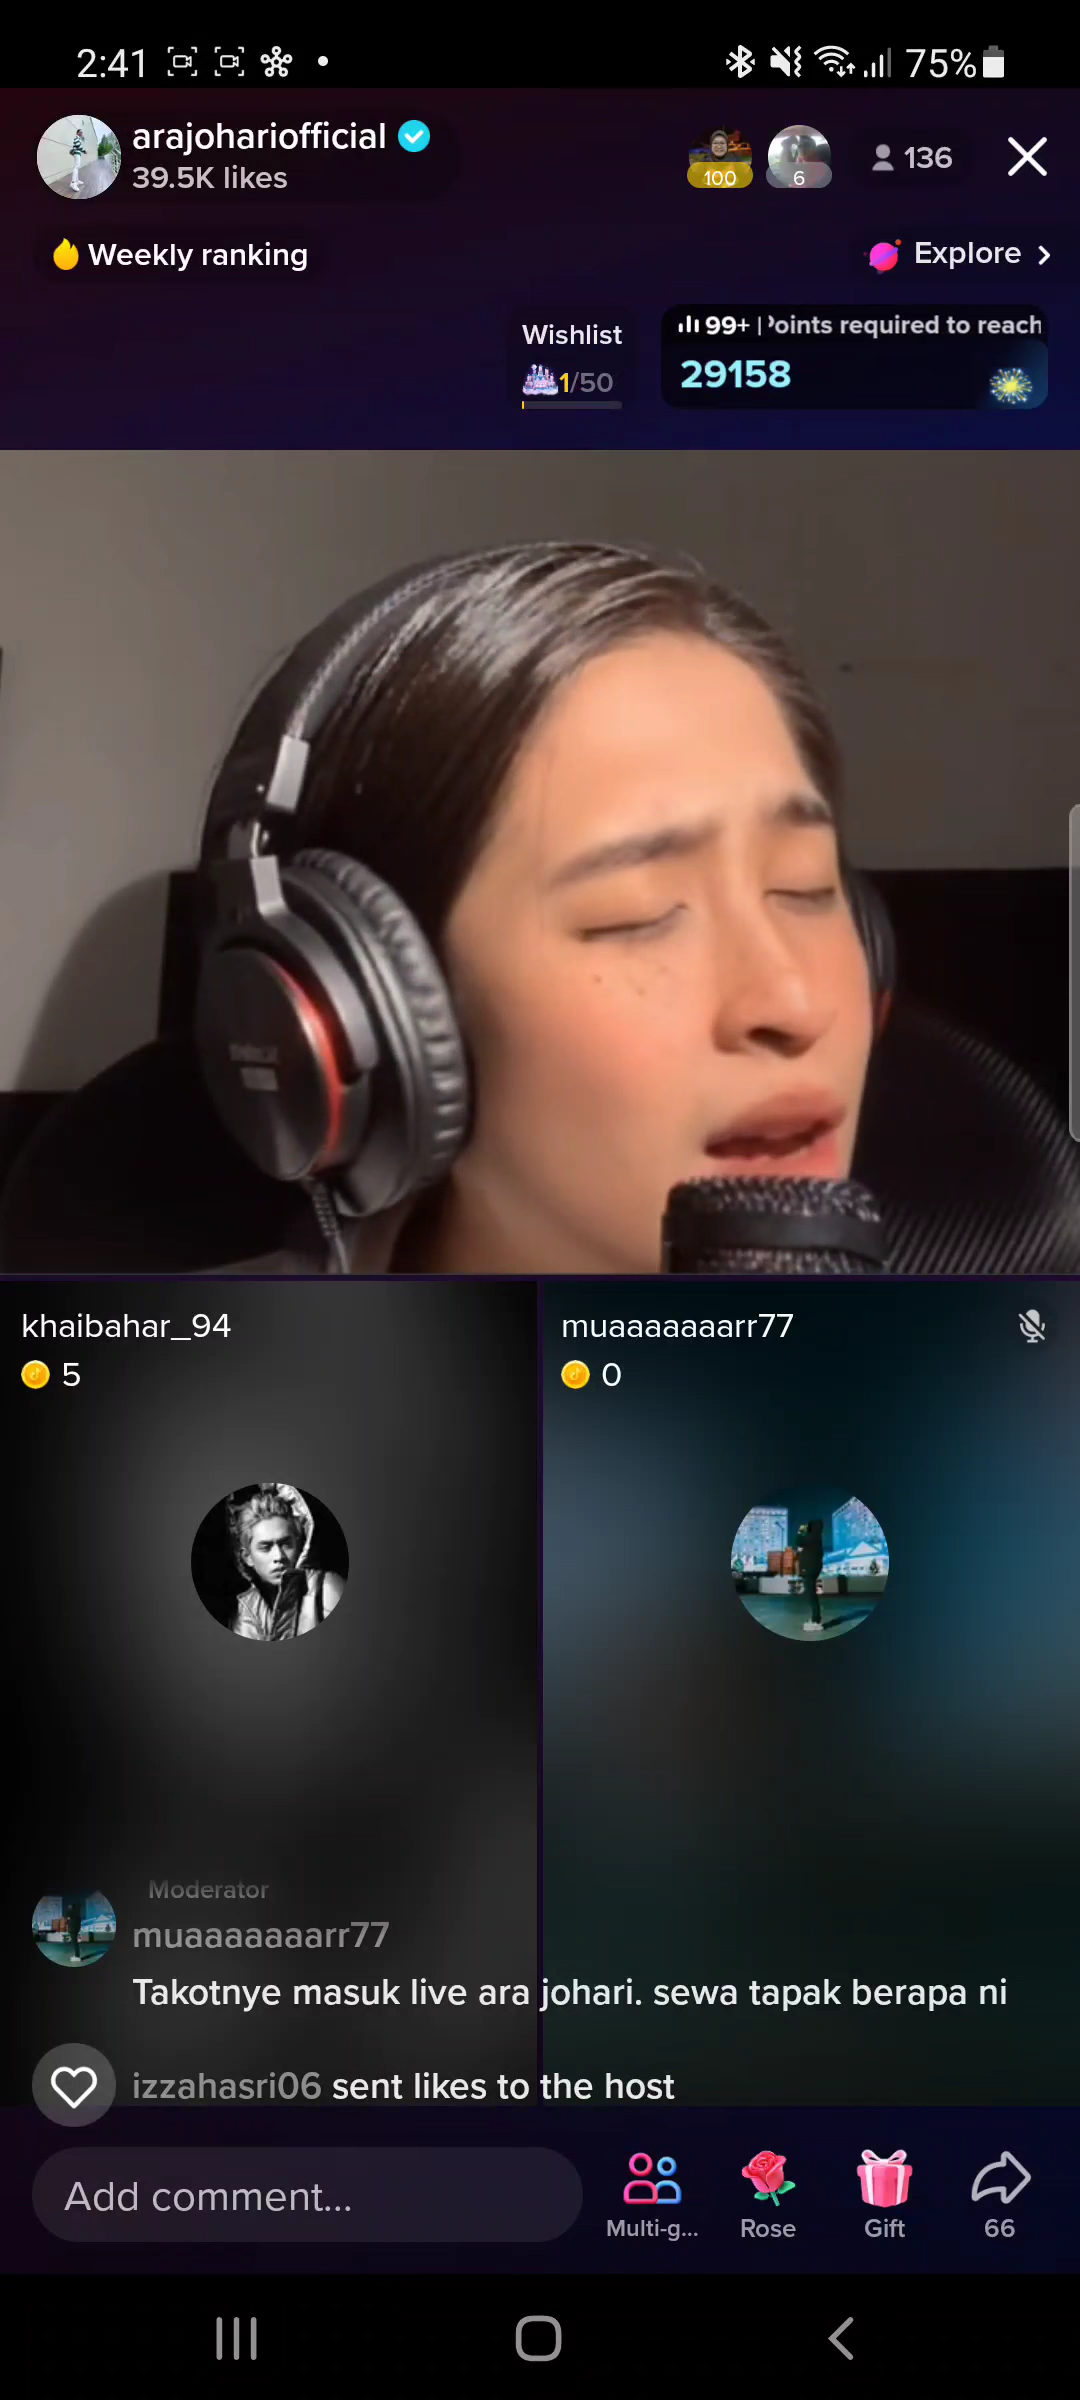 2:41
75%
arajohariofficial
39.5K likes
100
6
136
Weekly ranking
Explore
Wishlist
1/50
99+ | Points required to reach
29158
khaibahar_94
5
muaaaaaaarr77
0
Moderator
muaaaaaaarr77
Takotnye masuk live ara johari. sewa tapak berapa ni
izzahasri06 sent likes to the host
Add comment...
Multi-g...
Rose
Gift
66